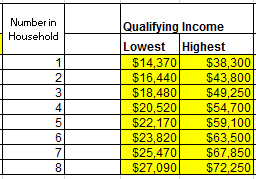 Number in
Household
Qualifying Income
Lowest Highest
1 $14,370 $38,300
2 $16,440 $43,800
3 $18,480 $49,250
4 $20,520 $54,700
5 $22,170 $59,100
6 $23,820 $63,500
7 $25,470 $67,850
8 $27,090 $72,250